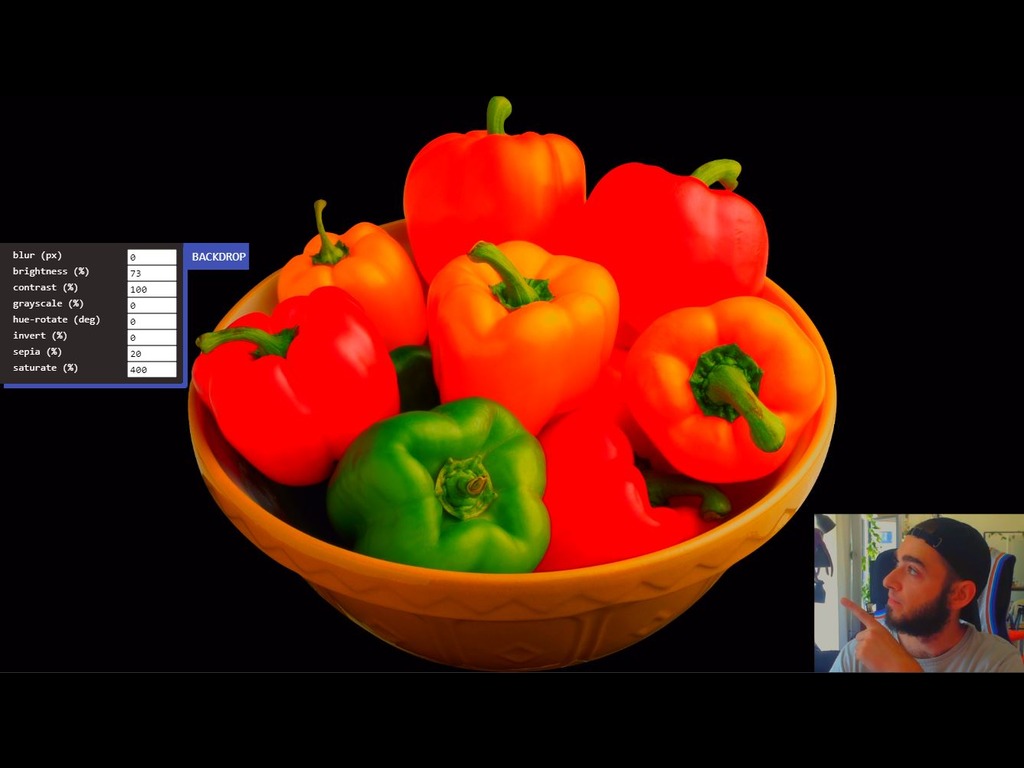 blur (px) 0
BACKDROP
brightness (%) 73
contrast (%) 100
grayscale (%) 0
hue-rotate (deg) 0
invert (%) 0
sepia (%) 20
saturate (%) 400